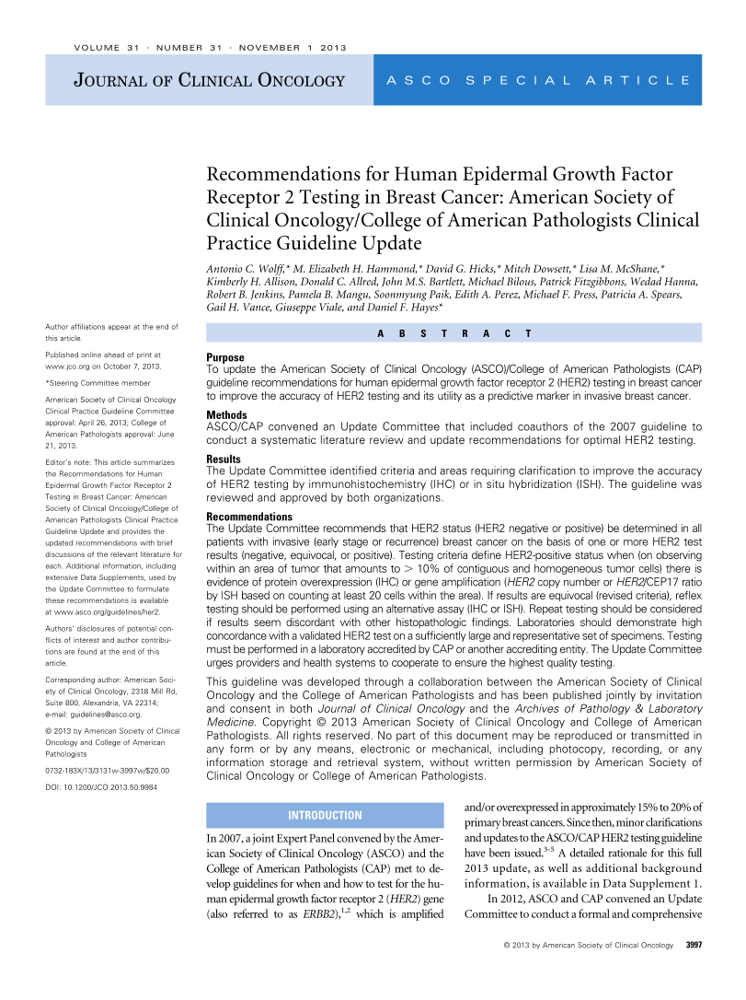 VOLUME 31 · NUMBER 31 · NOVEMBER 1 2013
JOURNAL OF CLINICAL ONCOLOGY
ASCO SPECIAL ARTICLE
Recommendations for Human Epidermal Growth Factor
Receptor 2 Testing in Breast Cancer: American Society of
Clinical Oncology/College of American Pathologists Clinical
Practice Guideline Update
Antonio C. Wolff,* M. Elizabeth H. Hammond,* David G. Hicks,* Mitch Dowsett,* Lisa M. McShane,*
Kimberly H. Allison, Donald C. Allred, John M.S. Bartlett, Michael Bilous, Patrick Fitzgibbons, Wedad Hanna,
Robert B. Jenkins, Pamela B. Mangu, Soonmyung Paik, Edith A. Perez, Michael F. Press, Patricia A. Spears,
Gail H. Vance, Giuseppe Viale, and Daniel F. Hayes*
Author affiliations appear at the end of
this article.
Published online ahead of print at
www.jco.org on October 7, 2013.
*Steering Committee member
American Society of Clinical Oncology
Clinical Practice Guideline Committee
approval: April 26, 2013; College of
American Pathologists approval: June
21, 2013.
Editor's note: This article summarizes
the Recommendations for Human
Epidermal Growth Factor Receptor 2
Testing in Breast Cancer: American
Society of Clinical Oncology/College of
American Pathologists Clinical Practice
Guideline Update and provides the
updated recommendations with brief
discussions of the relevant literature for
each. Additional information, including
extensive Data Supplements, used by
the Update Committee to formulate
these recommendations is available
at www.asco.org/guidelines/her2.
Authors' disclosures of potential con-
flicts of interest and author contribu-
tions are found at the end of this
article.
Corresponding author: American Soci-
ety of Clinical Oncology, 2318 Mill Rd,
Suite 800, Alexandria, VA 22314;
e-mail: guidelines@asco.org.
© 2013 by American Society of Clinical
Oncology and College of American
Pathologists
0732-183X/13/3131w-3997w/$20.00
DOI: 10.1200/JCO.2013.50.9984
ABSTRACT
Purpose
To update the American Society of Clinical Oncology (ASCO)/College of American Pathologists (CAP)
guideline recommendations for human epidermal growth factor receptor 2 (HER2) testing in breast cancer
to improve the accuracy of HER2 testing and its utility as a predictive marker in invasive breast cancer.
Methods
ASCO/CAP convened an Update Committee that included coauthors of the 2007 guideline to
conduct a systematic literature review and update recommendations for optimal HER2 testing.
Results
The Update Committee identified criteria and areas requiring clarification to improve the accuracy
of HER2 testing by immunohistochemistry (IHC) or in situ hybridization (ISH). The guideline was
reviewed and approved by both organizations.
Recommendations
The Update Committee recommends that HER2 status (HER2 negative or positive) be determined in all
patients with invasive (early stage or recurrence) breast cancer on the basis of one or more HER2 test
results (negative, equivocal, or positive). Testing criteria define HER2-positive status when (on observing
within an area of tumor that amounts to > 10% of contiguous and homogeneous tumor cells) there is
evidence of protein overexpression (IHC) or gene amplification (HER2 copy number or HER2/CEP17 ratio
by ISH based on counting at least 20 cells within the area). If results are equivocal (revised criteria), reflex
testing should be performed using an alternative assay (IHC or ISH). Repeat testing should be considered
if results seem discordant with other histopathologic findings. Laboratories should demonstrate high
concordance with a validated HER2 test on a sufficiently large and representative set of specimens. Testing
must be performed in a laboratory accredited by CAP or another accrediting entity. The Update Committee
urges providers and health systems to cooperate to ensure the highest quality testing.
This guideline was developed through a collaboration between the American Society of Clinical
Oncology and the College of American Pathologists and has been published jointly by invitation
and consent in both Journal of Clinical Oncology and the Archives of Pathology & Laboratory
Medicine. Copyright © 2013 American Society of Clinical Oncology and College of American
Pathologists. All rights reserved. No part of this document may be reproduced or transmitted in
any form or by any means, electronic or mechanical, including photocopy, recording, or any
information storage and retrieval system, without written permission by American Society of
Clinical Oncology or College of American Pathologists.
INTRODUCTION
In 2007, a joint Expert Panel convened by the Amer-
ican Society of Clinical Oncology (ASCO) and the
College of American Pathologists (CAP) met to de-
velop guidelines for when and how to test for the hu-
man epidermal growth factor receptor 2 (HER2) gene
(also referred to as ERBB2),1,2 which is amplified
and/or overexpressed in approximately 15% to 20% of
primary breast cancers. Since then, minor clarifications
and updates to the ASCO/CAP HER2 testing guideline
have been issued.3-5 A detailed rationale for this full
2013 update, as well as additional background
information, is available in Data Supplement 1.
In 2012, ASCO and CAP convened an Update
Committee to conduct a formal and comprehensive
© 2013 by American Society of Clinical Oncology 3997